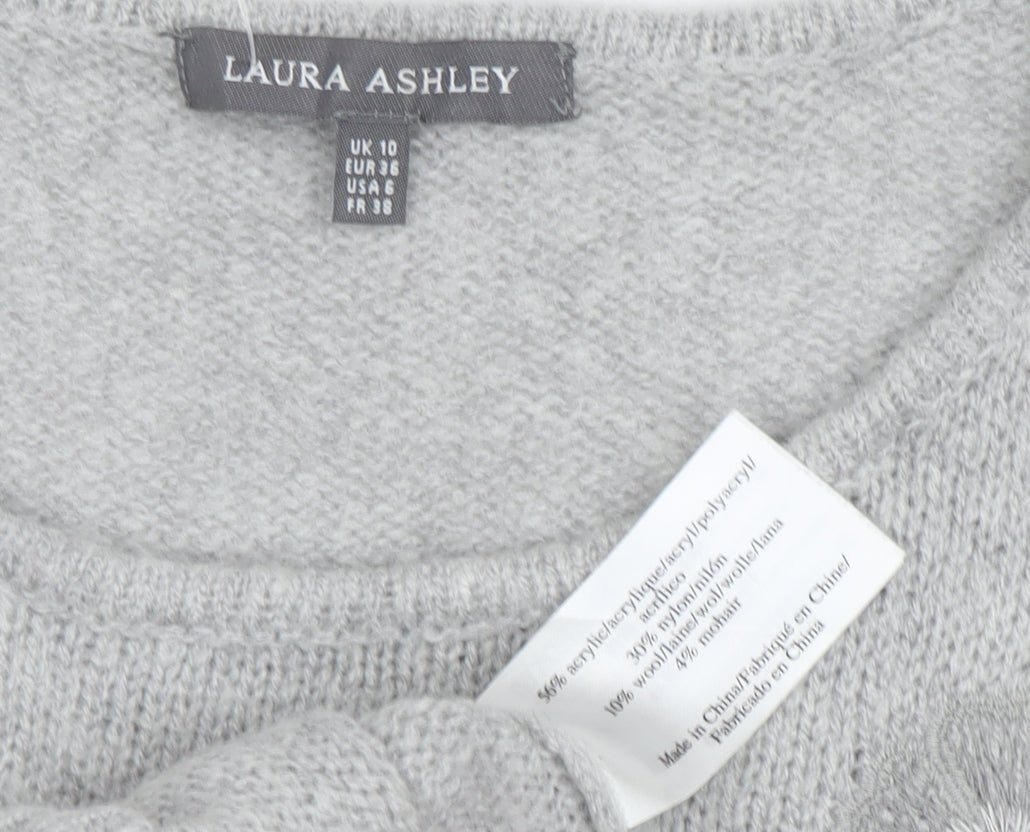 LAURA ASHLEY
UK 10
EUR 36
USA 6
FR 38
56% acrylic/acrylique/acryl/polyacryl/
acrílico
30% nylon/nilón
10% wool/laine/wol/wolle/lana
4% mohair
Made in China/Fabriqué en Chine/
Fabricado en China